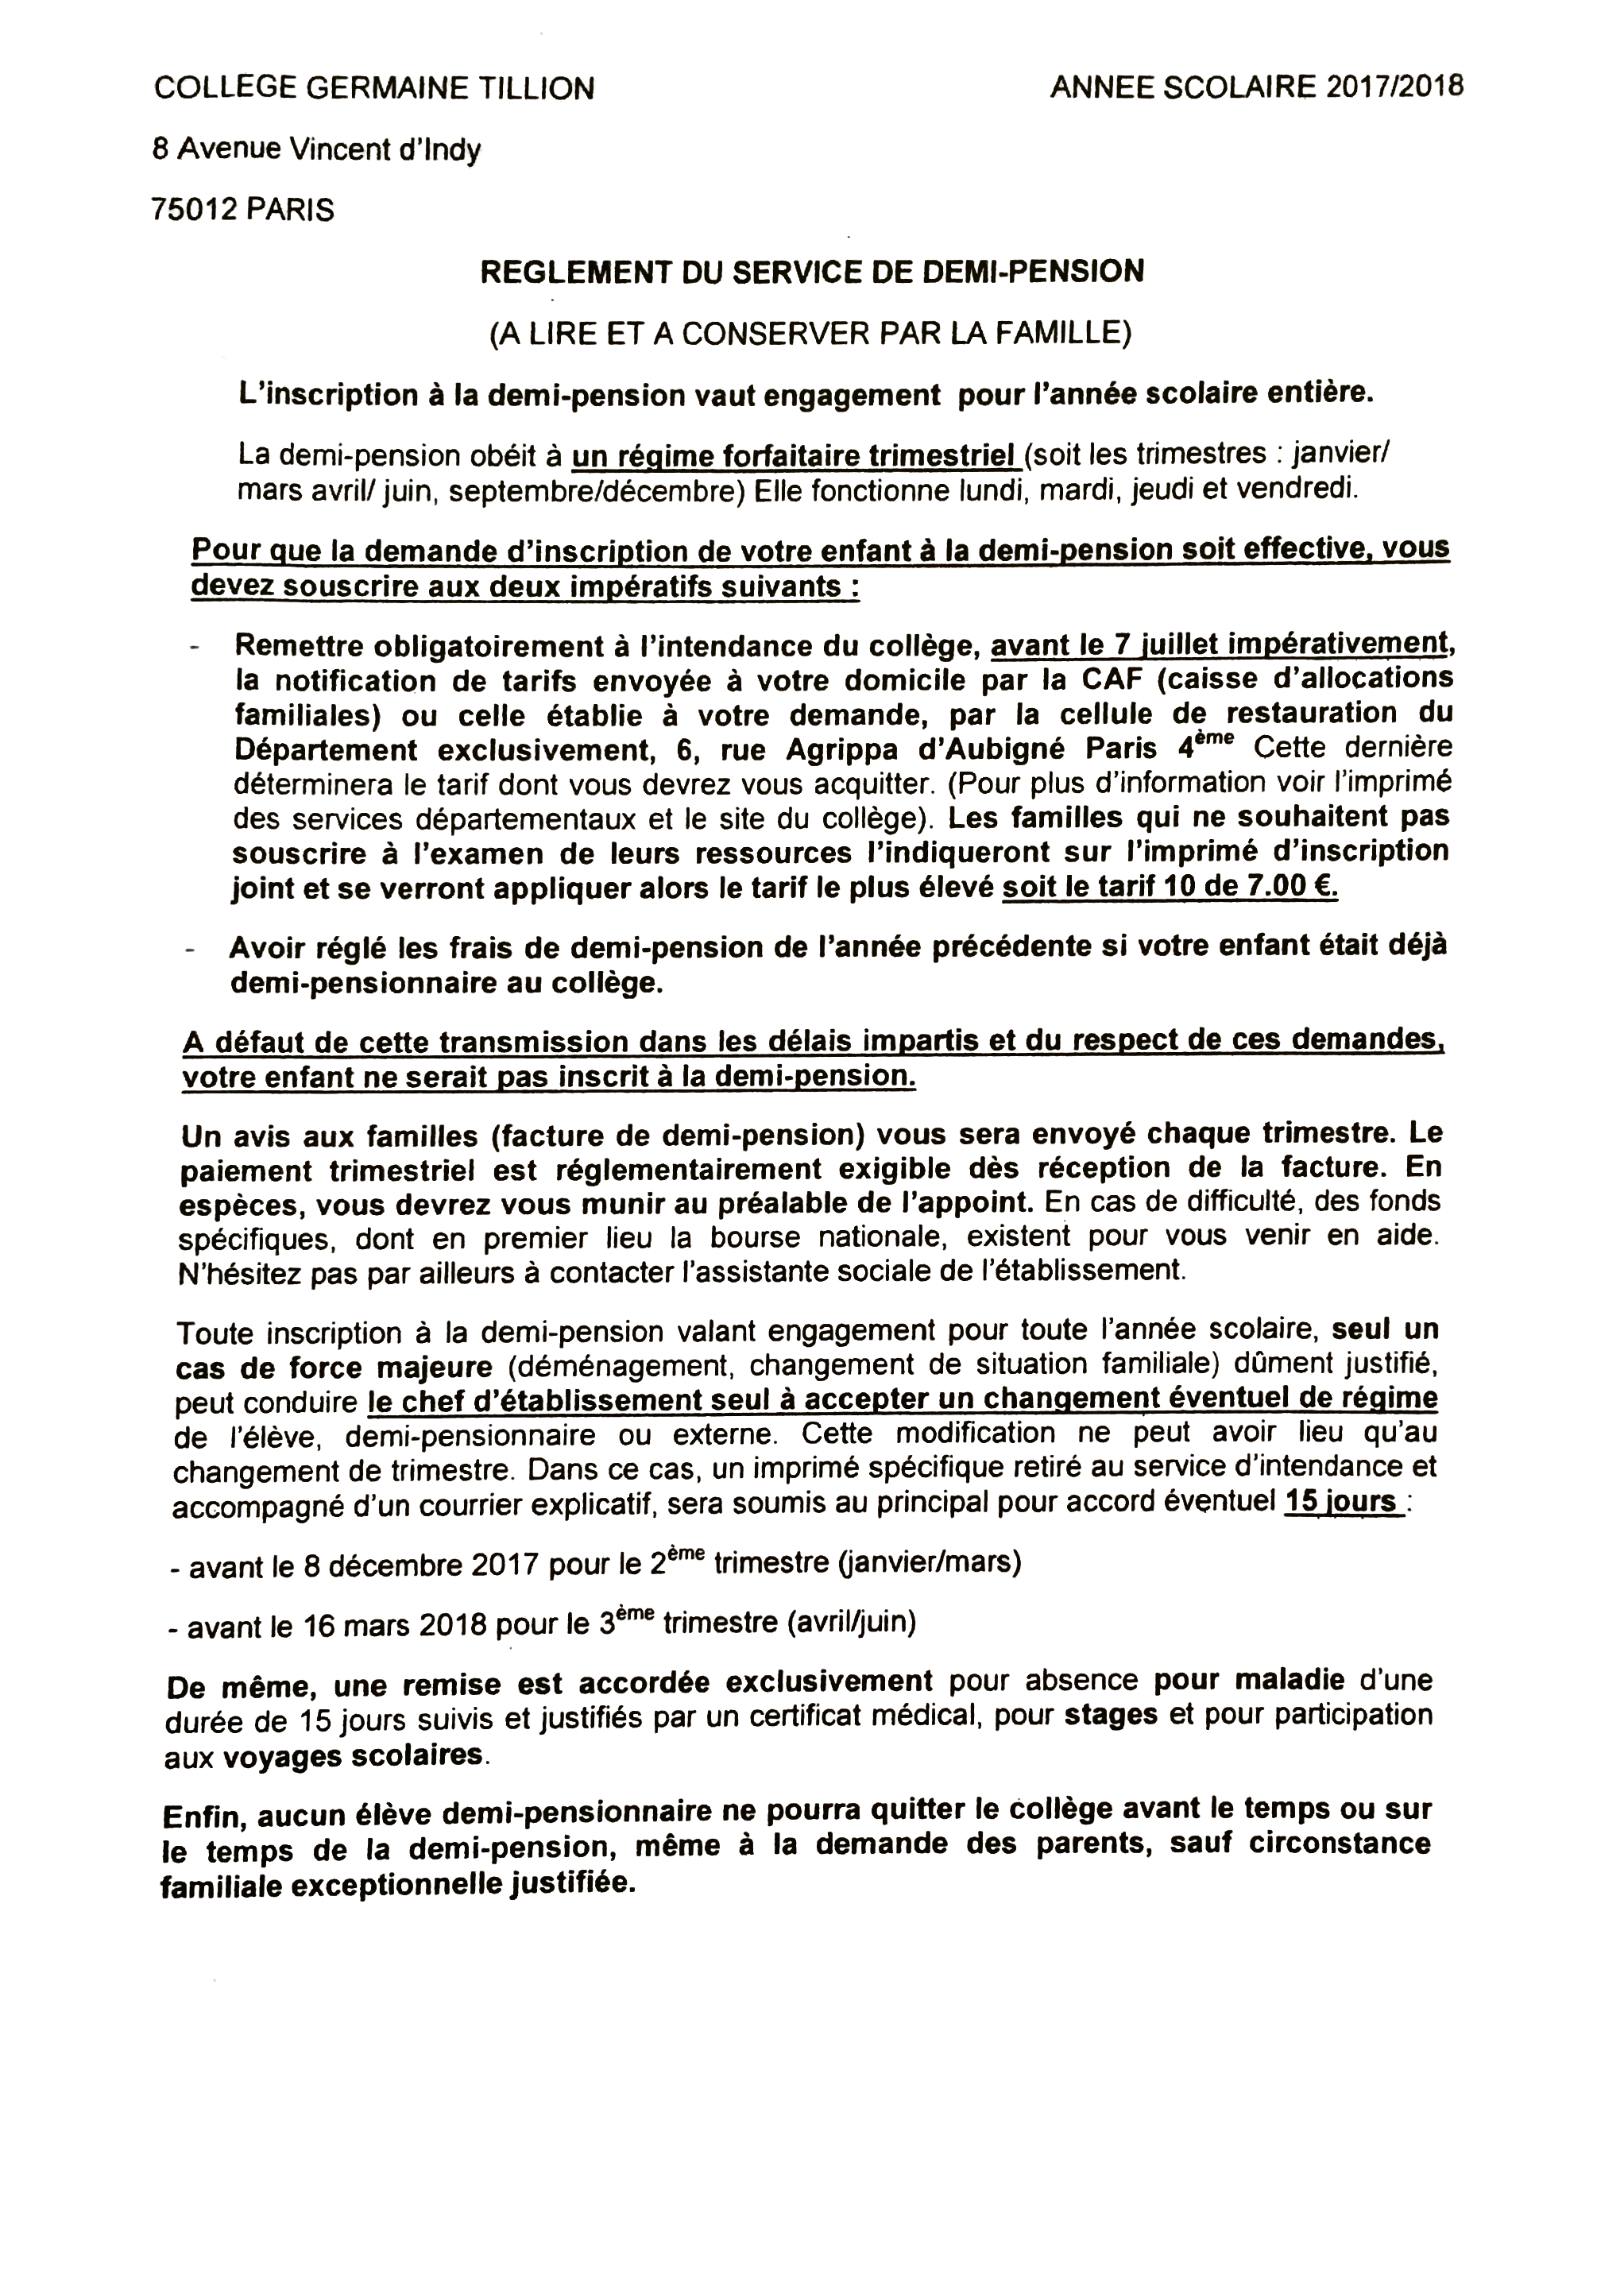 COLLEGE GERMAINE TILLION ANNEE SCOLAIRE 2017/2018
8 Avenue Vincent d'Indy
75012 PARIS
REGLEMENT DU SERVICE DE DEMI-PENSION
(A LIRE ET A CONSERVER PAR LA FAMILLE)
L'inscription à la demi-pension vaut engagement pour l'année scolaire entière.
La demi-pension obéit à un régime forfaitaire trimestriel (soit les trimestres : janvier/
mars avril/ juin, septembre/décembre) Elle fonctionne lundi, mardi, jeudi et vendredi.
Pour que la demande d'inscription de votre enfant à la demi-pension soit effective, vous
devez souscrire aux deux impératifs suivants :
- Remettre obligatoirement à l'intendance du collège, avant le 7 juillet impérativement,
la notification de tarifs envoyée à votre domicile par la CAF (caisse d'allocations
familiales) ou celle établie à votre demande, par la cellule de restauration du
Département exclusivement, 6, rue Agrippa d'Aubigné Paris 4ème Cette dernière
déterminera le tarif dont vous devrez vous acquitter. (Pour plus d'information voir l'imprimé
des services départementaux et le site du collège). Les familles qui ne souhaitent pas
souscrire à l'examen de leurs ressources l'indiqueront sur l'imprimé d'inscription
joint et se verront appliquer alors le tarif le plus élevé soit le tarif 10 de 7.00 €.
- Avoir réglé les frais de demi-pension de l'année précédente si votre enfant était déjà
demi-pensionnaire au collège.
A défaut de cette transmission dans les délais impartis et du respect de ces demandes,
votre enfant ne serait pas inscrit à la demi-pension.
Un avis aux familles (facture de demi-pension) vous sera envoyé chaque trimestre. Le
paiement trimestriel est réglementairement exigible dès réception de la facture. En
espèces, vous devrez vous munir au préalable de l'appoint. En cas de difficulté, des fonds
spécifiques, dont en premier lieu la bourse nationale, existent pour vous venir en aide.
N'hésitez pas par ailleurs à contacter l'assistante sociale de l'établissement.
Toute inscription à la demi-pension valant engagement pour toute l'année scolaire, seul un
cas de force majeure (déménagement, changement de situation familiale) dûment justifié,
peut conduire le chef d'établissement seul à accepter un changement éventuel de régime
de l'élève, demi-pensionnaire ou externe. Cette modification ne peut avoir lieu qu'au
changement de trimestre. Dans ce cas, un imprimé spécifique retiré au service d'intendance et
accompagné d'un courrier explicatif, sera soumis au principal pour accord éventuel 15 jours :
- avant le 8 décembre 2017 pour le 2ème trimestre (janvier/mars)
- avant le 16 mars 2018 pour le 3ème trimestre (avril/juin)
De même, une remise est accordée exclusivement pour absence pour maladie d'une
durée de 15 jours suivis et justifiés par un certificat médical, pour stages et pour participation
aux voyages scolaires.
Enfin, aucun élève demi-pensionnaire ne pourra quitter le collège avant le temps ou sur
le temps de la demi-pension, même à la demande des parents, sauf circonstance
familiale exceptionnelle justifiée.